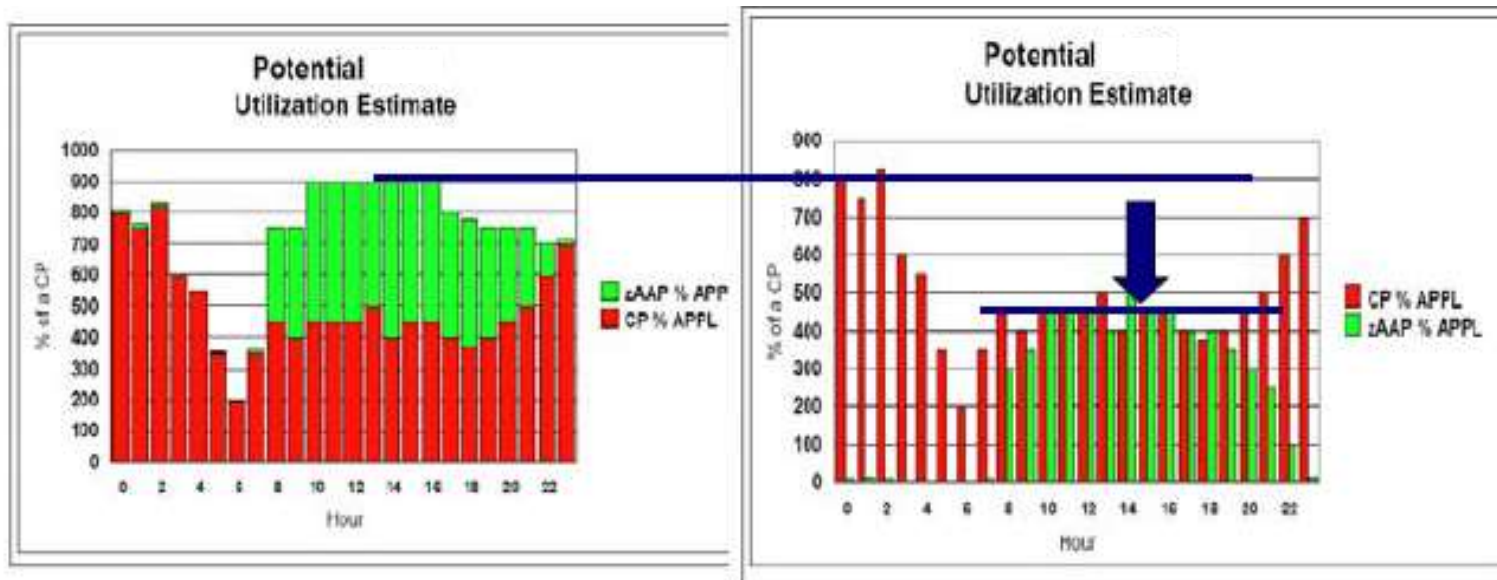 Potential
Utilization Estimate
% of a CP
1000
900
800
700
600
500
400
300
200
100
0
0 2 4 6 8 10 12 14 16 18 20 22
Hour
zAAP % APP
CP % APPL
Potential
Utilization Estimate
% of a CP
900
800
700
600
500
400
300
200
100
0
0 2 4 6 8 10 12 14 16 18 20 22
Hour
CP % APPL
zAAP % APPL